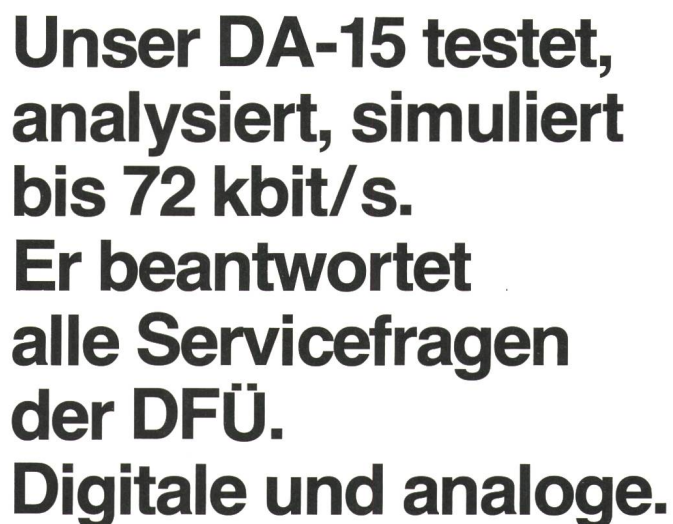 Unser DA-15 testet,
analysiert, simuliert
bis 72 kbit/s.
Er beantwortet
alle Servicefragen
der DFÜ.
Digitale und analoge.